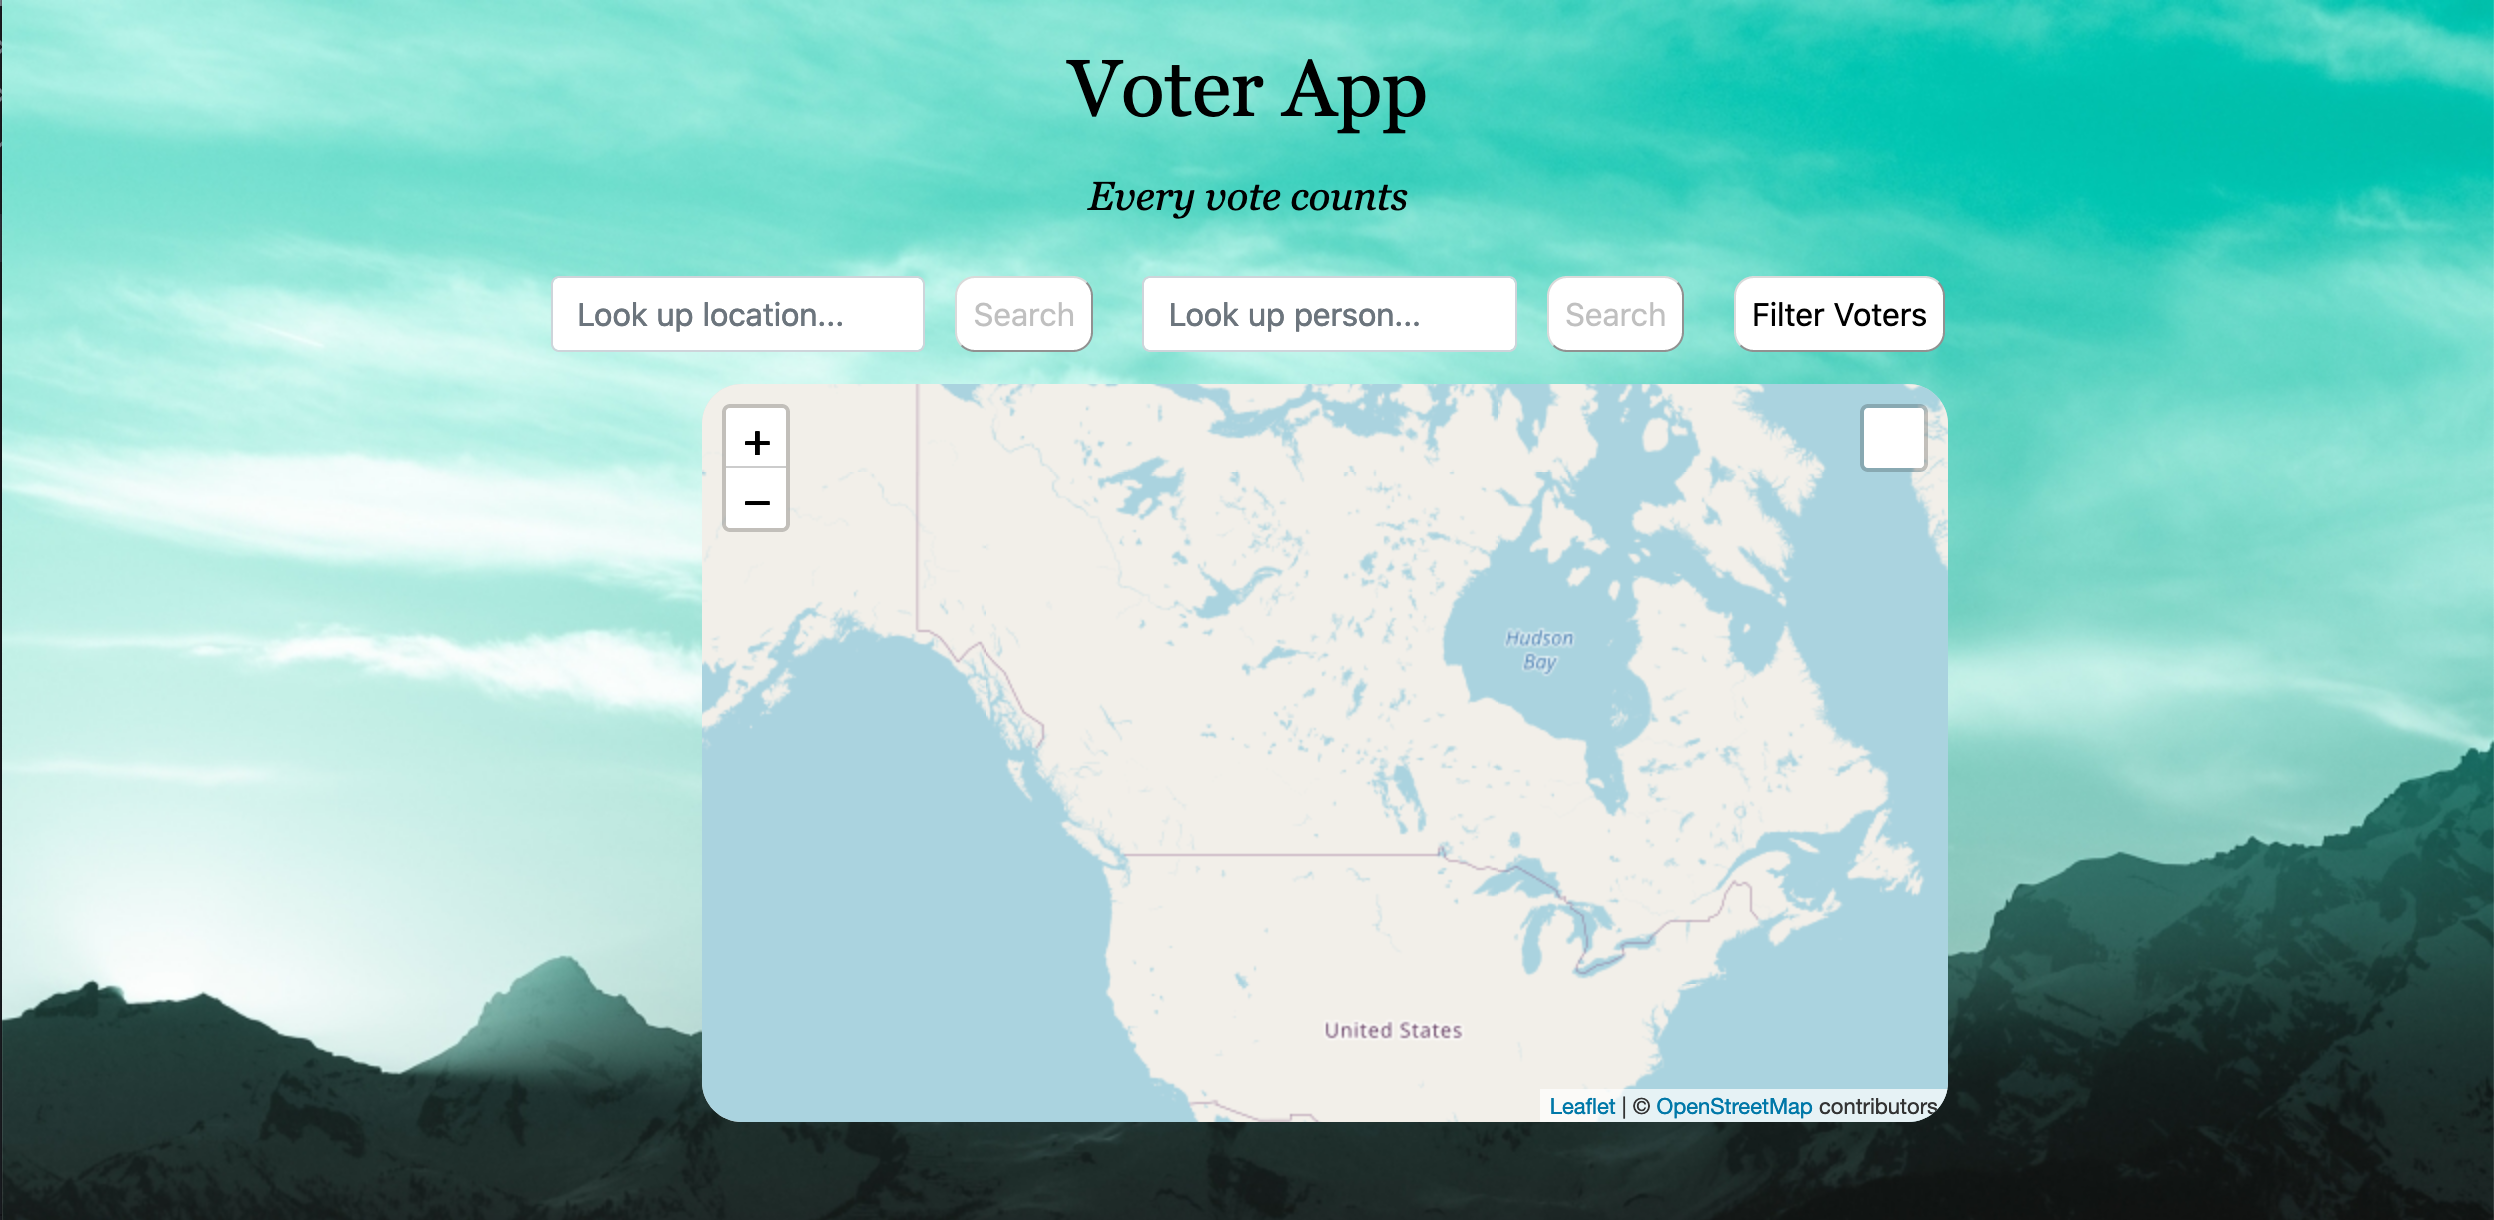 Voter App
Every vote counts
Look up location...
Search
Look up person...
Search
Filter Voters
+
−
Hudson
Bay
United States
Leaflet | © OpenStreetMap contributors